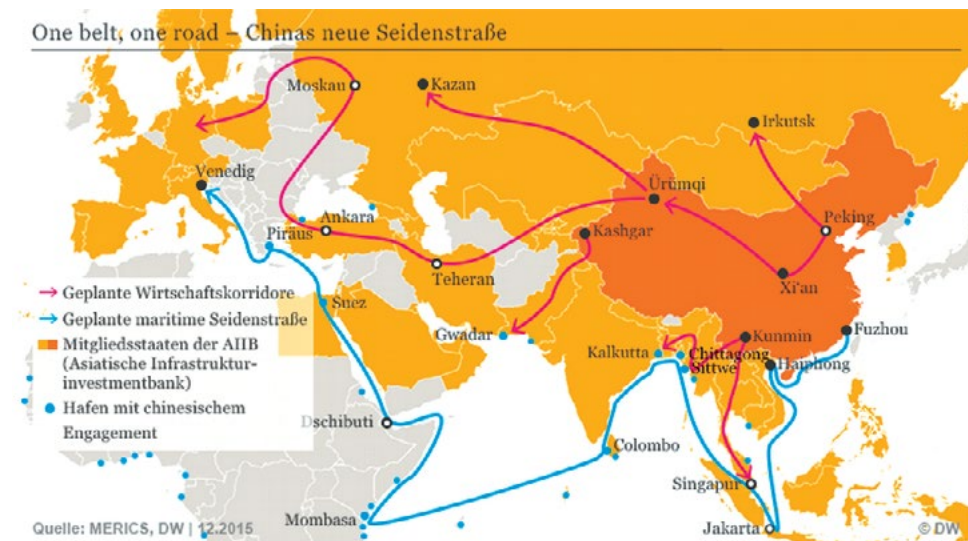 One belt, one road – Chinas neue Seidenstraße
Moskau
Kazan
Irkutsk
Venedig
Ürümqi
Ankara
Peking
Piräus
Kashgar
Teheran
Xi'an
Geplante Wirtschaftskorridore
Suez
Geplante maritime Seidenstraße
Gwadar
Kunmin
Fuzhou
Mitgliedsstaaten der AIIB
(Asiatische Infrastruktur-
investmentbank)
Kalkutta
Chittagong
Sittwe
Haiphong
Hafen mit chinesischem
Engagement
Dschibuti
Colombo
Singapur
Mombasa
Jakarta
Quelle: MERICS, DW | 12.2015
© DW